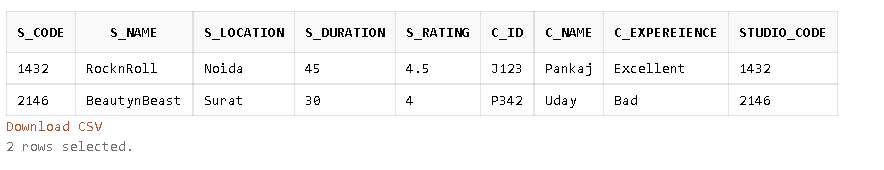 S_CODE S_NAME S_LOCATION S_DURATION S_RATING C_ID C_NAME C_EXPEREIENCE STUDIO_CODE
1432 RocknRoll Noida 45 4.5 J123 Pankaj Excellent 1432
2146 BeautynBeast Surat 30 4 P342 Uday Bad 2146
Download CSV
2 rows selected.